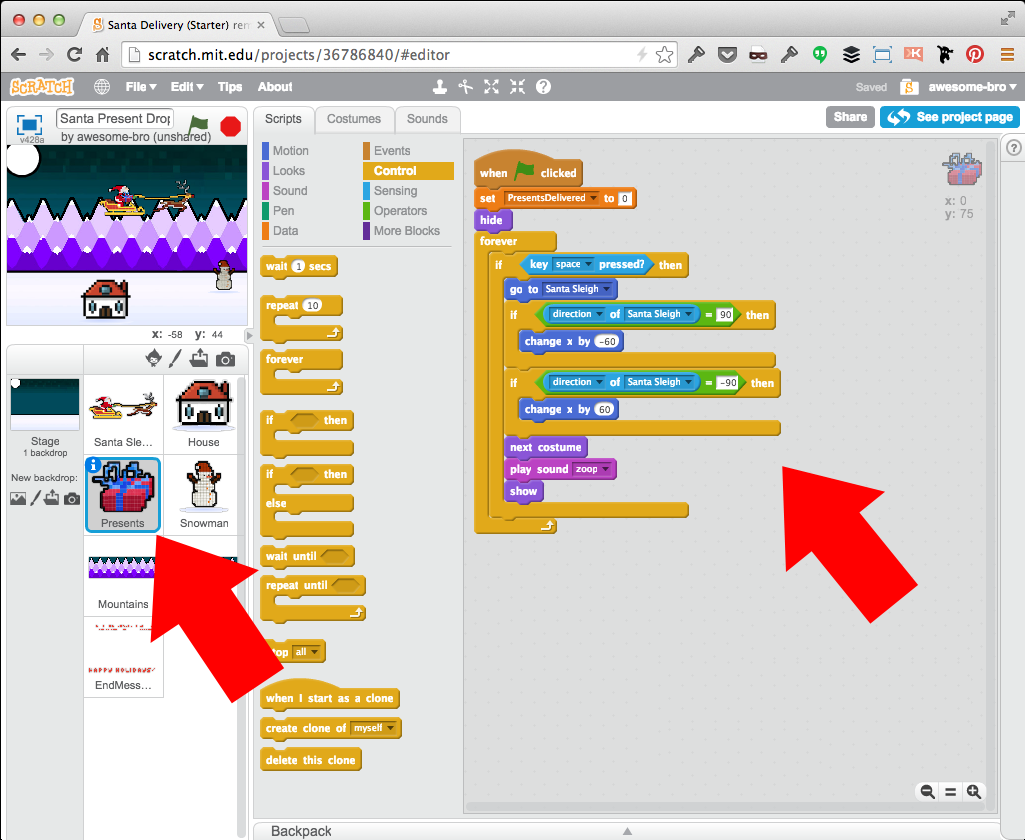 Santa Delivery (Starter) rem
scratch.mit.edu/projects/36786840/#editor
SCRATCH
File
Edit
Tips
About
Saved
awesome-bro
v428a
Santa Present Drop
by awesome-bro (unshared)
Scripts
Costumes
Sounds
Share
See project page
Motion
Looks
Sound
Pen
Data
Events
Control
Sensing
Operators
More Blocks
wait 1 secs
repeat 10
forever
if then
if then
else
wait until
repeat until
all
when I start as a clone
create clone of myself
delete this clone
when clicked
set PresentsDelivered to 0
hide
forever
if key space pressed? then
go to Santa Sleigh
if direction of Santa Sleigh = 90 then
change x by -60
if direction of Santa Sleigh = -90 then
change x by 60
next costume
play sound zoop
show
x: 0
y: 75
x: -58 y: 44
Stage
1 backdrop
New backdrop:
Santa Sle...
House
Presents
Snowman
Mountains
HAPPY HOLIDAYS!
EndMess...
Backpack